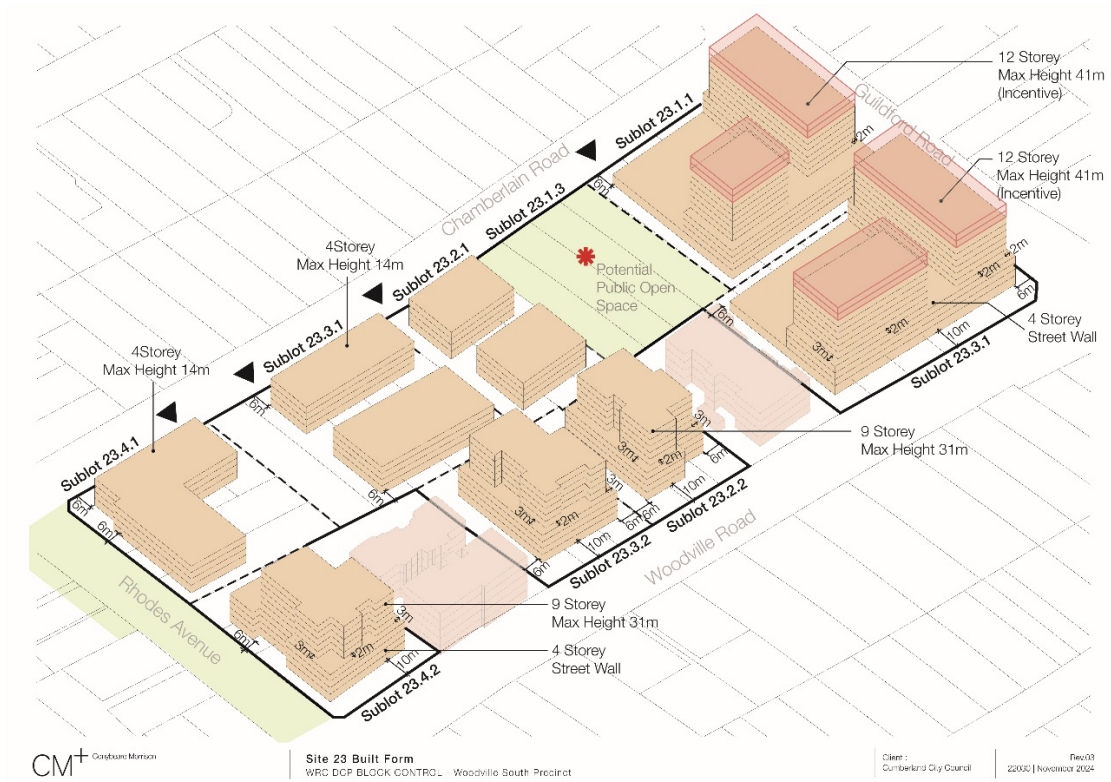 12 Storey
Max Height 41m
(Incentive)
Guildford Road
Sublot 23.1.1
2m
Chamberlain Road
12 Storey
Max Height 41m
(Incentive)
6m
Sublot 23.1.3
4Storey
Max Height 14m
Sublot 23.2.1
Potential
Public Open
Space
2m
2m
6m
4 Storey
Street Wall
6m
2m
3m
10m
Sublot 23.3.1
4Storey
Max Height 14m
Sublot 23.3.1
6m
9 Storey
Max Height 31m
3m
3m
2m
6m
Sublot 23.4.1
3m
10m
Sublot 23.2.2
6m
3m
2m
6m
6m
Woodville Road
10m
Sublot 23.3.2
6m
6m
6m
Rhodes Avenue
9 Storey
Max Height 31m
3m
6m
3m
2m
4 Storey
Street Wall
10m
Sublot 23.4.2
CM+
Conybeare Morrison
Site 23 Built Form
WRC DCP BLOCK CONTROL - Woodville South Precinct
Client :
Cumberland City Council
Rev.03
22030 | November 2024